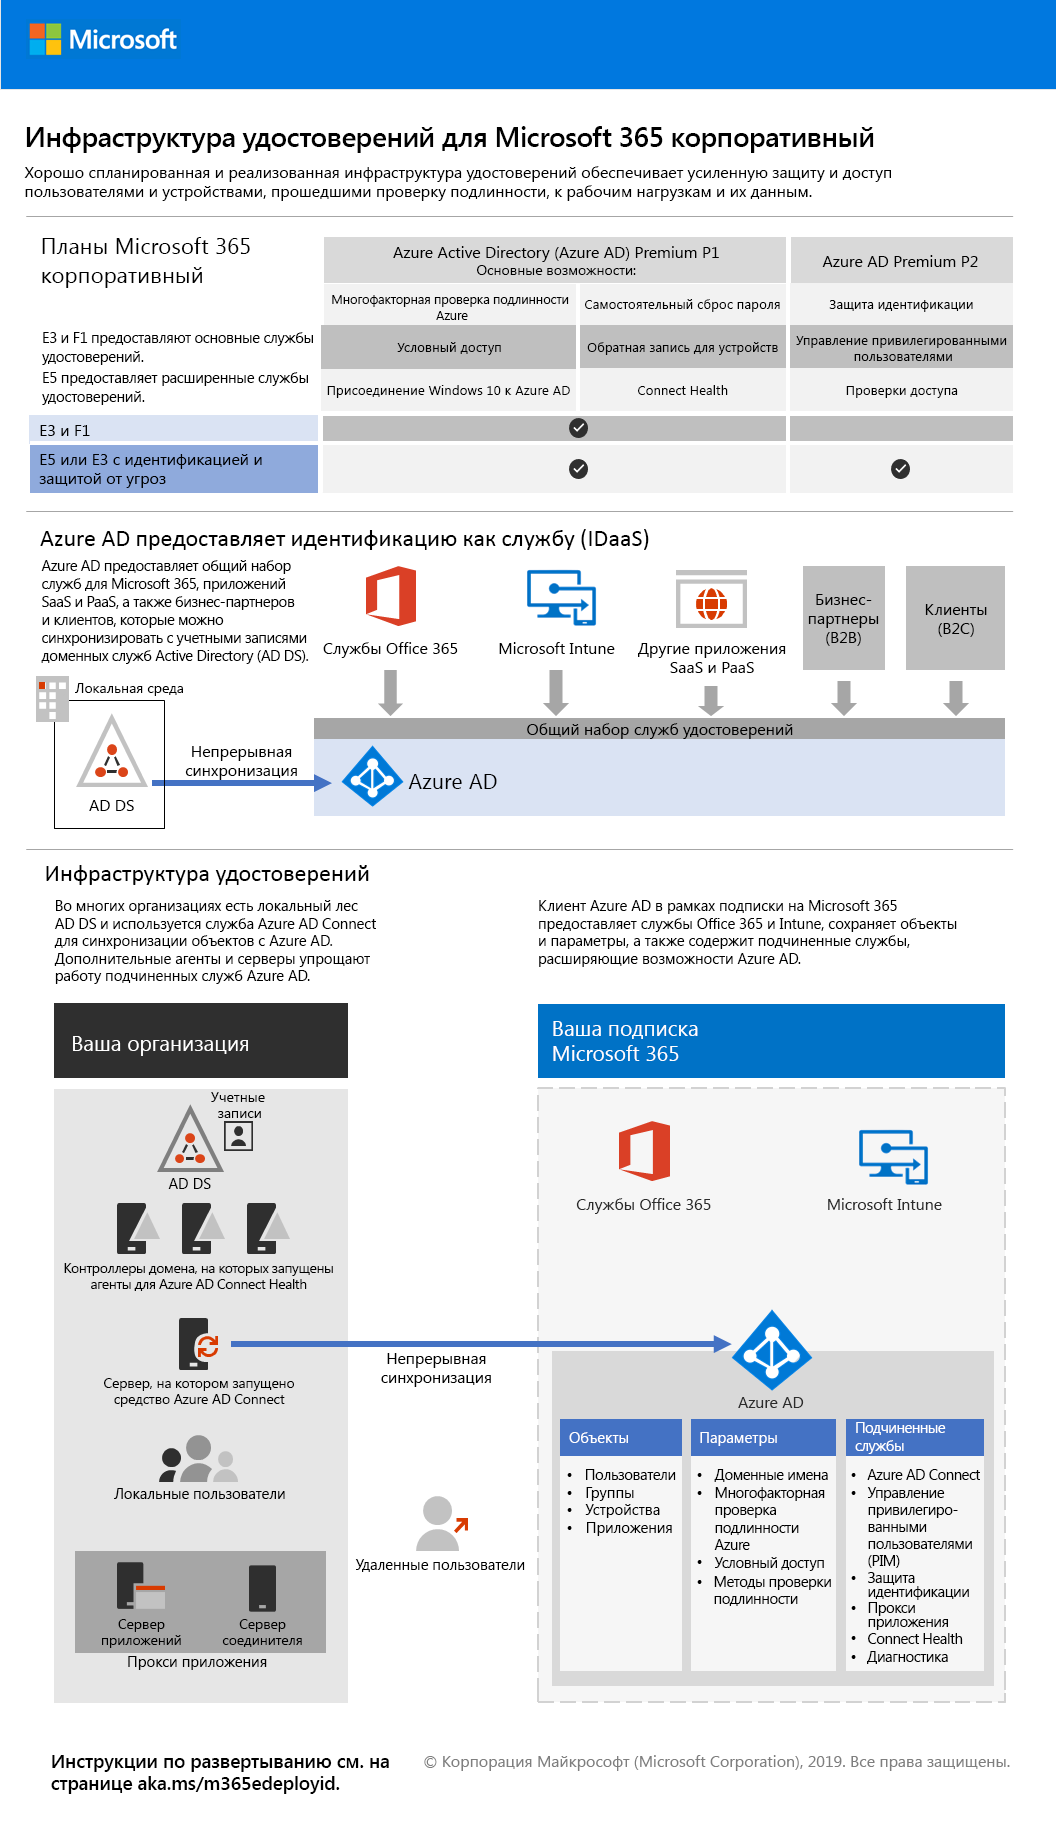 Microsoft
Инфраструктура удостоверений для Microsoft 365 корпоративный
Хорошо спланированная и реализованная инфраструктура удостоверений обеспечивает усиленную защиту и доступ
пользователями и устройствами, прошедшими проверку подлинности, к рабочим нагрузкам и их данным.
Планы Microsoft 365
корпоративный
E3 и F1 предоставляют основные службы
удостоверений.
E5 предоставляет расширенные службы
удостоверений.
Azure Active Directory (Azure AD) Premium P1
Основные возможности:
Azure AD Premium P2
Многофакторная проверка подлинности
Azure
Самостоятельный сброс пароля
Защита идентификации
Условный доступ
Обратная запись для устройств
Управление привилегированными
пользователями
Присоединение Windows 10 к Azure AD
Connect Health
Проверки доступа
E3 и F1
E5 или E3 с идентификацией и
защитой от угроз
Azure AD предоставляет идентификацию как службу (IDaaS)
Azure AD предоставляет общий набор
служб для Microsoft 365, приложений
SaaS и PaaS, а также бизнес-партнеров
и клиентов, которые можно
синхронизировать с учетными записями
доменных служб Active Directory (AD DS).
Службы Office 365
Microsoft Intune
Другие приложения
SaaS и PaaS
Бизнес-
партнеры
(B2B)
Клиенты
(B2C)
Локальная среда
AD DS
Непрерывная
синхронизация
Общий набор служб удостоверений
Azure AD
Инфраструктура удостоверений
Во многих организациях есть локальный лес
AD DS и используется служба Azure AD Connect
для синхронизации объектов с Azure AD.
Дополнительные агенты и серверы упрощают
работу подчиненных служб Azure AD.
Клиент Azure AD в рамках подписки на Microsoft 365
предоставляет службы Office 365 и Intune, сохраняет объекты
и параметры, а также содержит подчиненные службы,
расширяющие возможности Azure AD.
Ваша организация
Ваша подписка
Microsoft 365
Учетные
записи
AD DS
Контроллеры домена, на которых запущены
агенты для Azure AD Connect Health
Сервер, на котором запущено
средство Azure AD Connect
Локальные пользователи
Сервер
приложений
Сервер
соединителя
Прокси приложения
Непрерывная
синхронизация
Удаленные пользователи
Службы Office 365
Microsoft Intune
Azure AD
Объекты
• Пользователи
• Группы
• Устройства
• Приложения
Параметры
• Доменные имена
• Многофакторная
проверка
подлинности
Azure
• Условный доступ
• Методы проверки
подлинности
Подчиненные
службы
• Azure AD Connect
• Управление
привилегиро-
ванными
пользователями
(PIM)
• Защита
идентификации
• Прокси
приложения
• Connect Health
• Диагностика
Инструкции по развертыванию см. на
странице aka.ms/m365edeployid.
© Корпорация Майкрософт (Microsoft Corporation), 2019. Все права защищены.